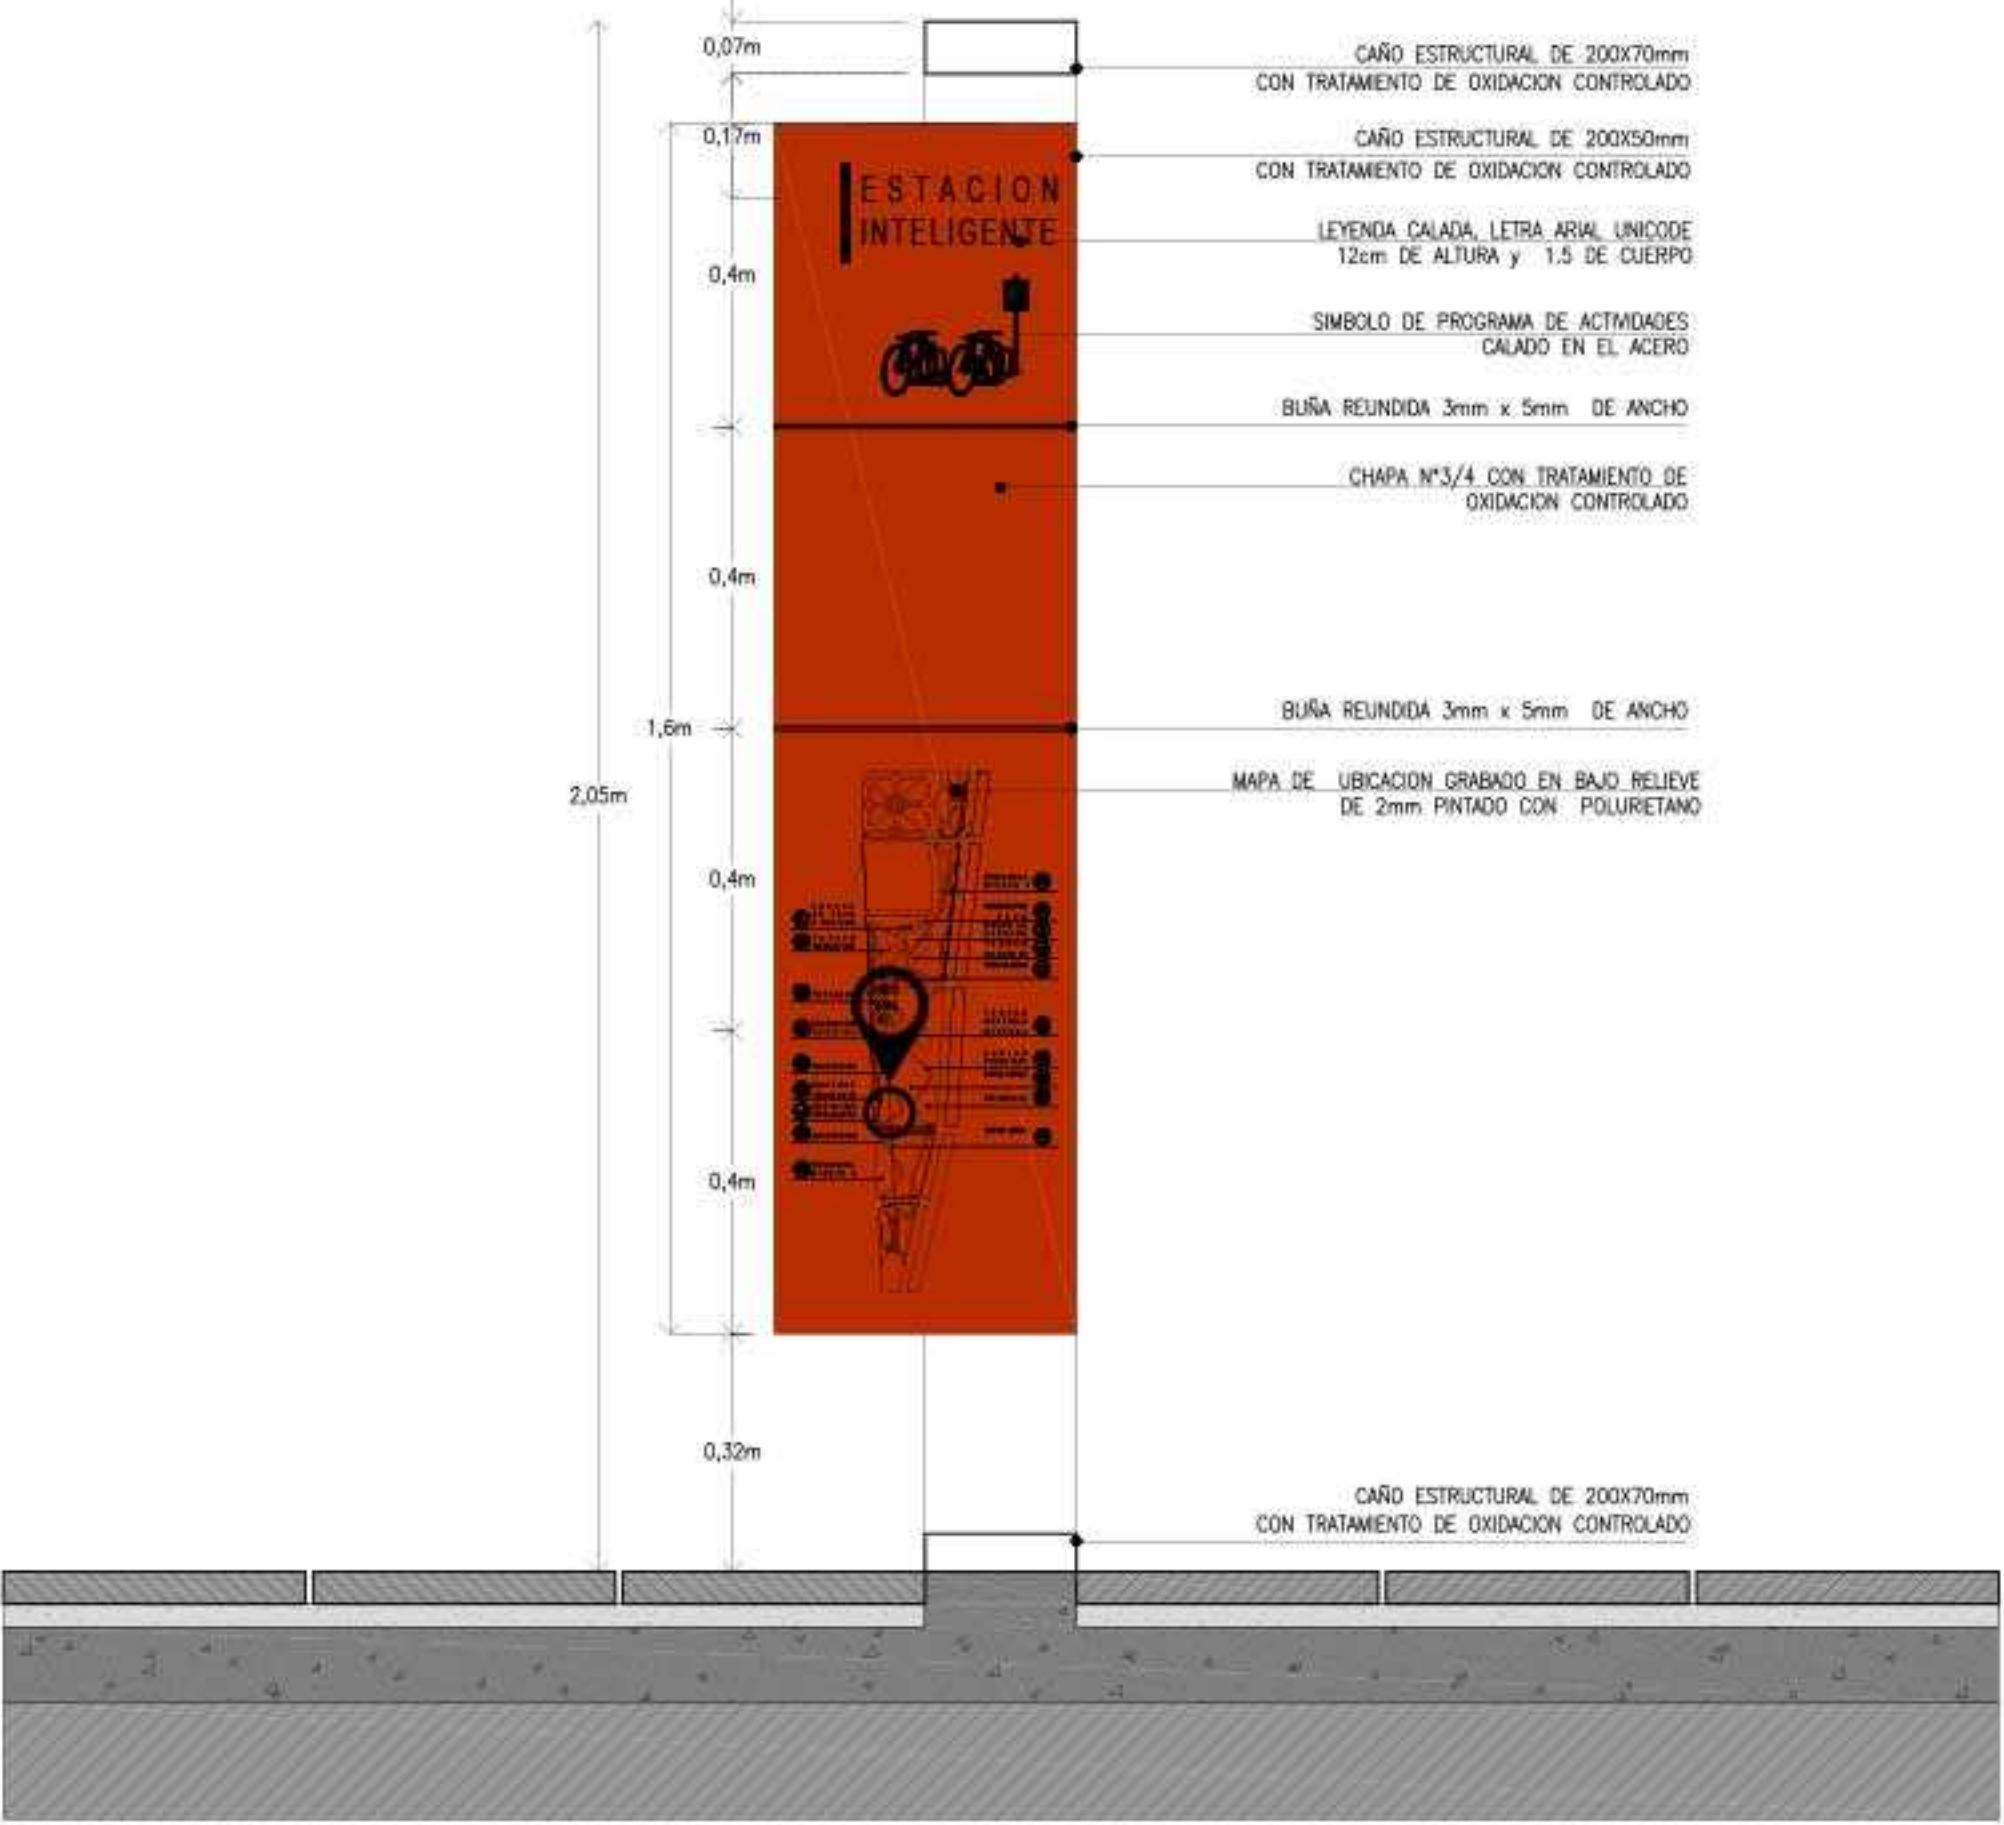 0,07m
CAÑO ESTRUCTURAL DE 200X70mm
CON TRATAMIENTO DE OXIDACION CONTROLADO
0,17m
CAÑO ESTRUCTURAL DE 200X50mm
CON TRATAMIENTO DE OXIDACION CONTROLADO
ESTACION
INTELIGENTE
LEYENDA CALADA, LETRA ARIAL UNICODE
12cm DE ALTURA y 1.5 DE CUERPO
0,4m
SIMBOLO DE PROGRAMA DE ACTIVIDADES
CALADO EN EL ACERO
BUÑA REUNDIDA 3mm x 5mm DE ANCHO
CHAPA N°3/4 CON TRATAMIENTO DE
OXIDACION CONTROLADO
0,4m
1,6m
BUÑA REUNDIDA 3mm x 5mm DE ANCHO
2,05m
MAPA DE UBICACION GRABADO EN BAJO RELIEVE
DE 2mm PINTADO CON POLURIETANO
0,4m
0,4m
0,32m
CAÑO ESTRUCTURAL DE 200X70mm
CON TRATAMIENTO DE OXIDACION CONTROLADO